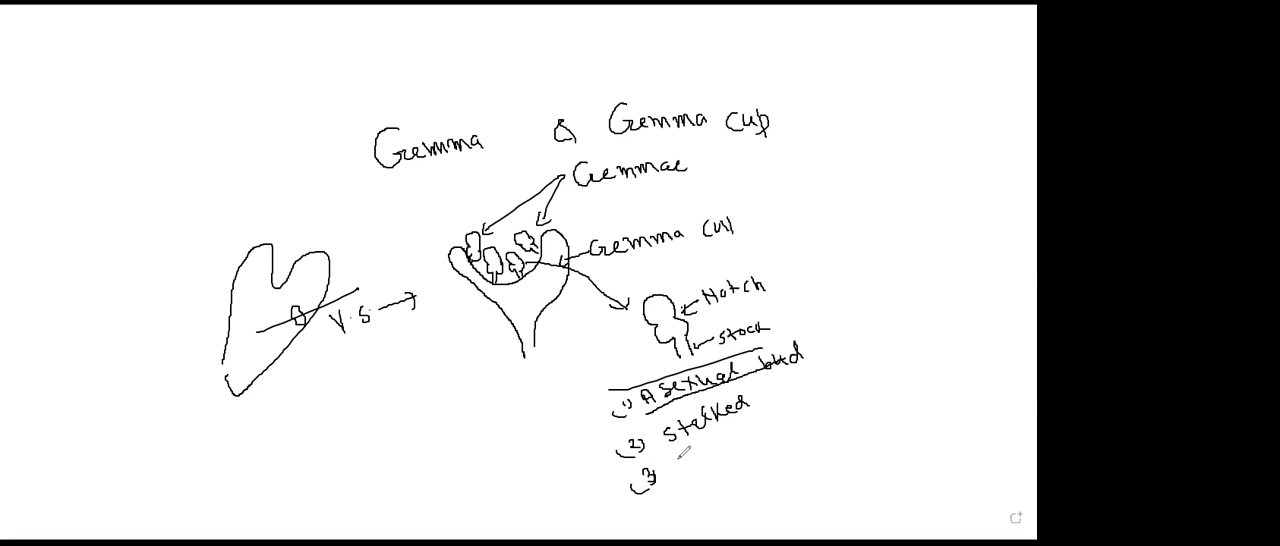 Gemma & Gemma cup
Gemmae
Gemma cup
V.S.
Notch
Stock
1) Asexual bud
2) Stalked
3)